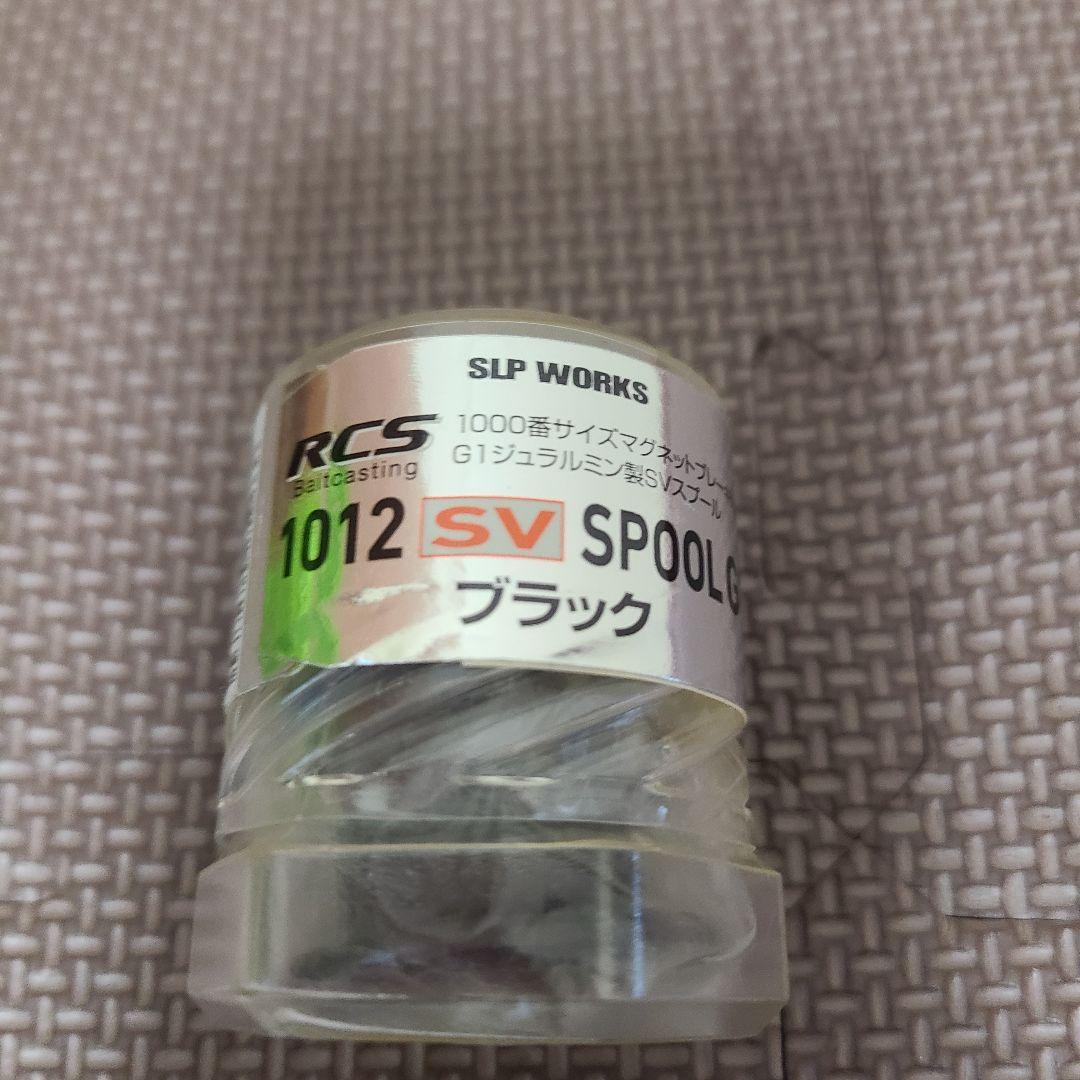 SLP WORKS
RCS
Baitcasting
1000番サイズマグネットブレー
G1ジュラルミン製SVスプール
1012 SV SPOOL G
ブラック